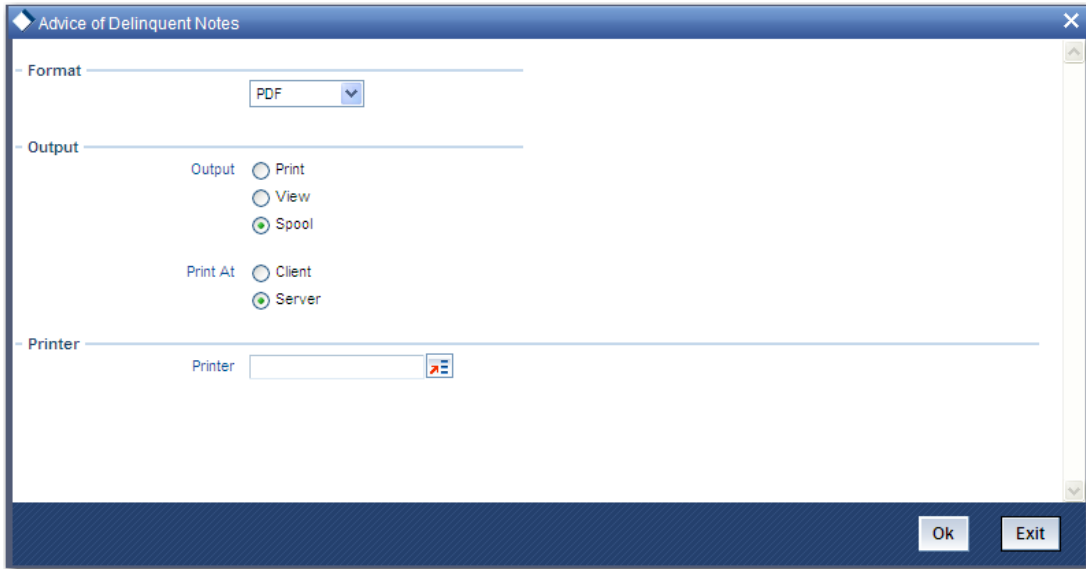 Advice of Delinquent Notes
Format
PDF
Output
Output Print
View
Spool
Print At Client
Server
Printer
Printer
Ok Exit